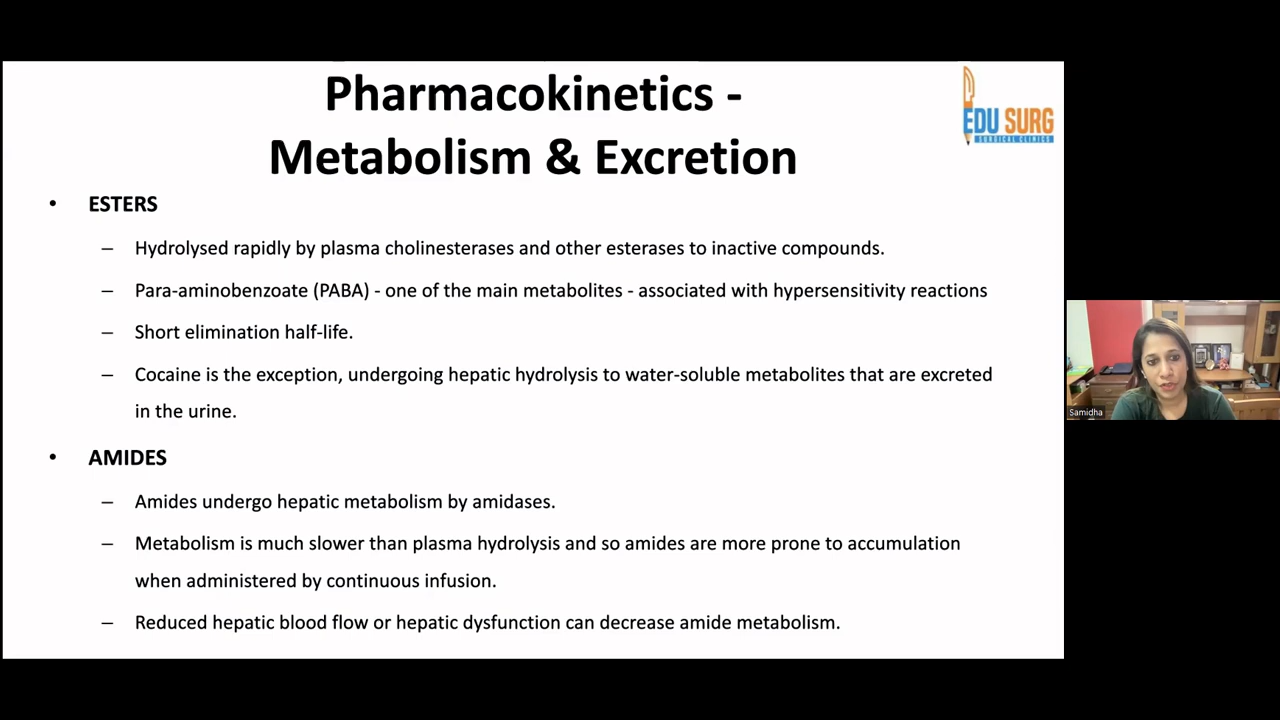 Pharmacokinetics -
Metabolism & Excretion
EDU SURG
SURGICAL CLINICS
• ESTERS
– Hydrolysed rapidly by plasma cholinesterases and other esterases to inactive compounds.
– Para-aminobenzoate (PABA) - one of the main metabolites - associated with hypersensitivity reactions
– Short elimination half-life.
– Cocaine is the exception, undergoing hepatic hydrolysis to water-soluble metabolites that are excreted
in the urine.
• AMIDES
– Amides undergo hepatic metabolism by amidases.
– Metabolism is much slower than plasma hydrolysis and so amides are more prone to accumulation
when administered by continuous infusion.
– Reduced hepatic blood flow or hepatic dysfunction can decrease amide metabolism.
Samidha